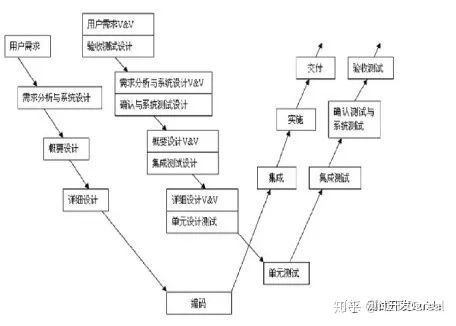 用户需求
用户需求V&V
验收测试设计
需求分析与系统设计
需求分析与系统设计V&V
确认与系统测试设计
概要设计
概要设计V&V
集成测试设计
详细设计
详细设计V&V
单元设计测试
编码
单元测试
集成
集成测试
实施
确认测试与
系统测试
交付
验收测试
知乎